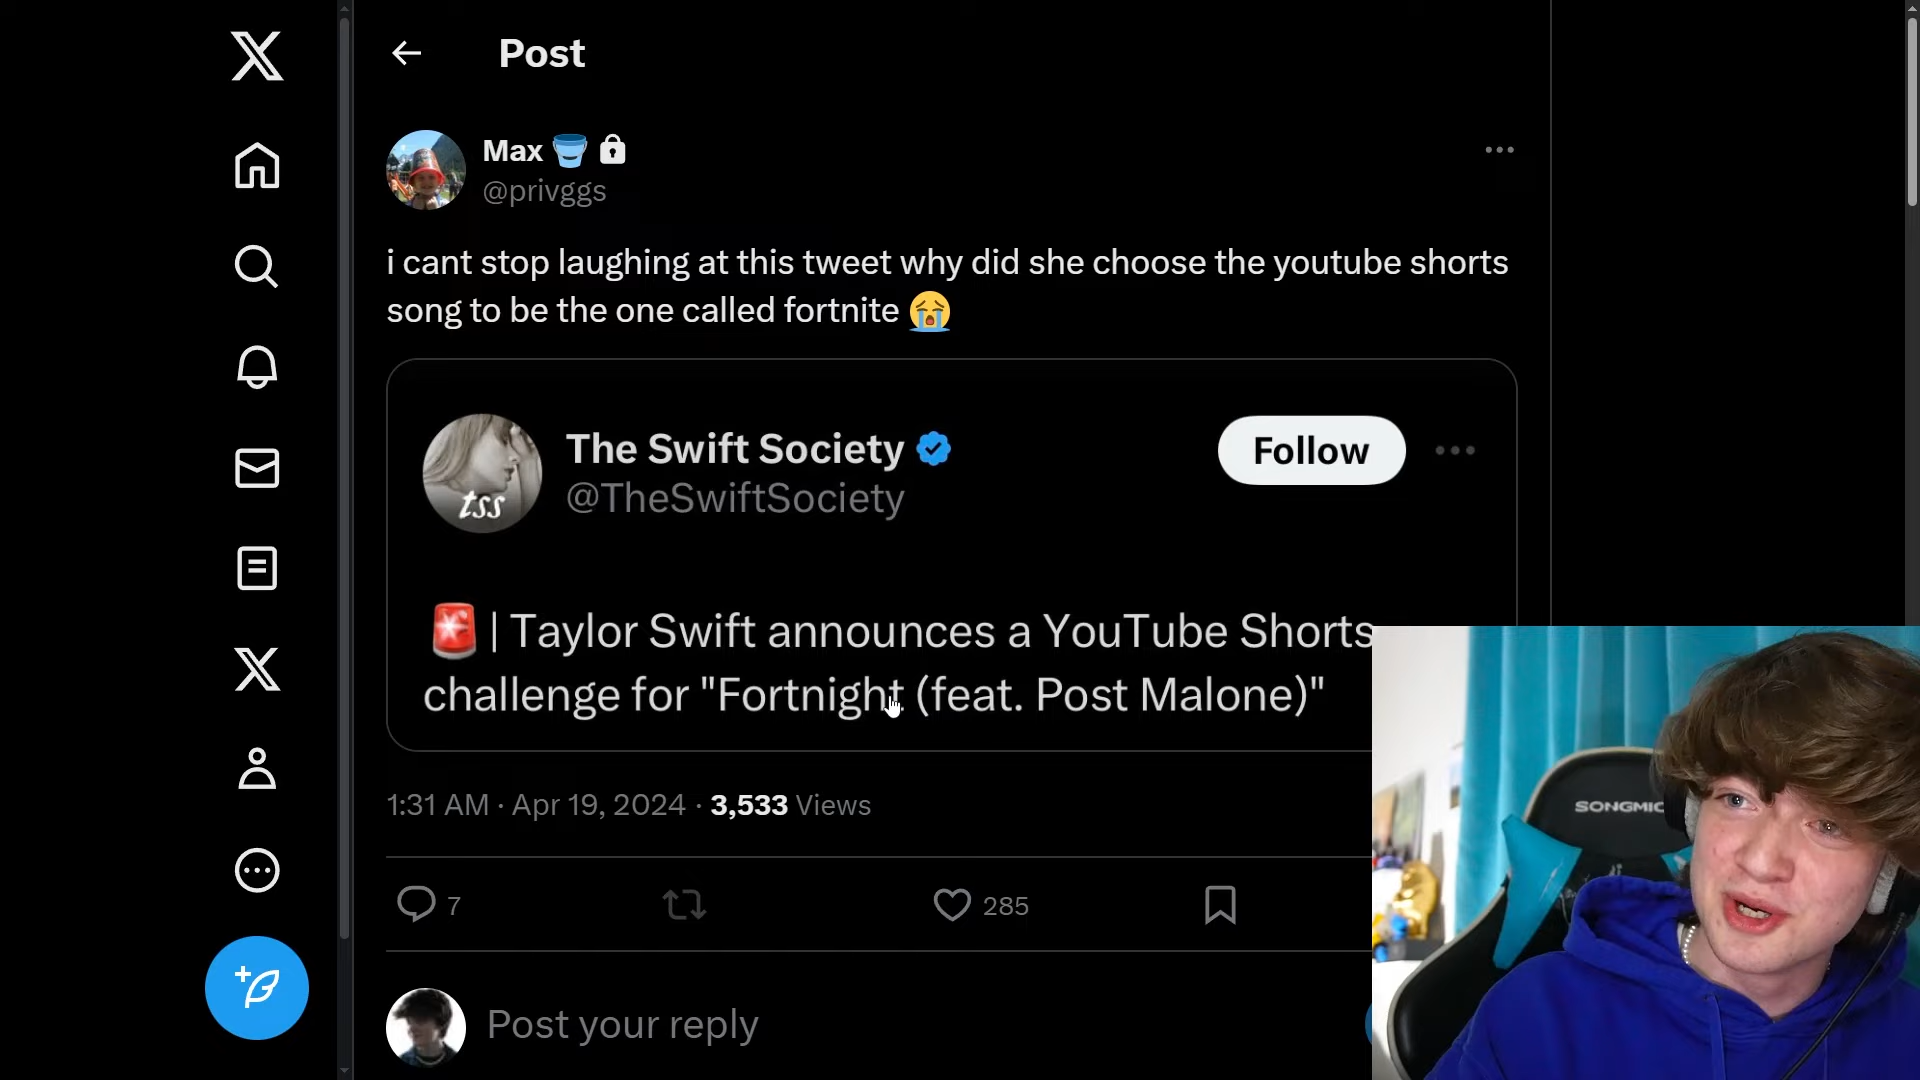 Post
Max
@privggs
i cant stop laughing at this tweet why did she choose the youtube shorts
song to be the one called fortnite 😭
The Swift Society
@TheSwiftSociety
Follow
tss
🚨 | Taylor Swift announces a YouTube Shorts
challenge for "Fortnight (feat. Post Malone)"
1:31 AM · Apr 19, 2024 · 3,533 Views
7
285
Post your reply
SONGMIC